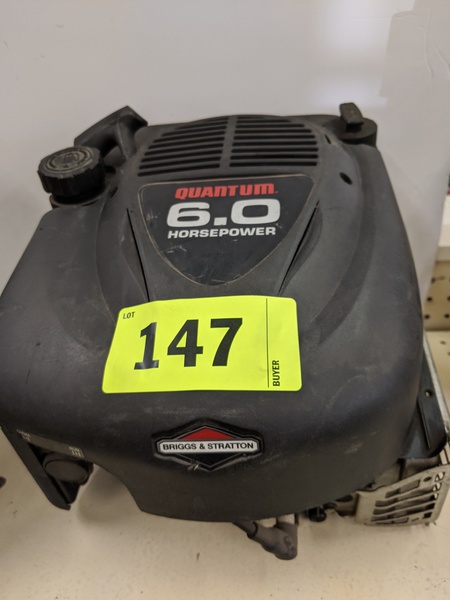 QUANTUM
6.0
HORSEPOWER
LOT
147
BUYER
BRIGGS & STRATTON